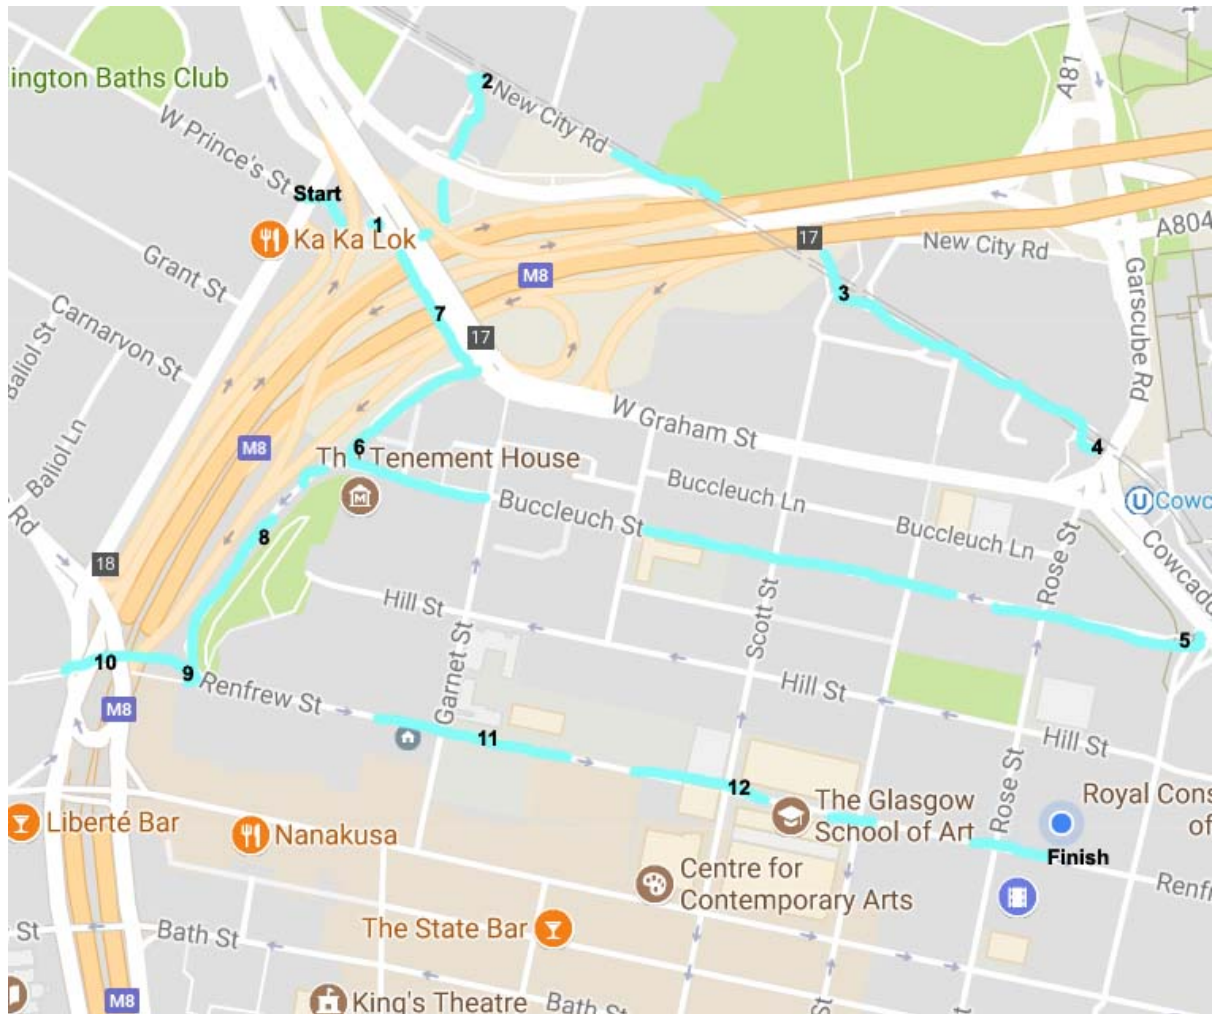 ington Baths Club
2
New City Rd
A81
W Prince's St
Start
1
Ka Ka Lok
17
New City Rd
A804
M8
Grant St
3
Garscube Rd
Carnarvon St
7
17
Baliol St
W Graham St
Baliol Ln
M8
6
The Tenement House
4
Buccleuch Ln
Cowc
Buccleuch St
Buccleuch Ln
Cowcadd
Rd
8
18
Rose St
Hill St
Scott St
5
10
9
Renfrew St
Garnet St
Hill St
M8
11
Hill St
12
Rose St
The Glasgow
School of Art
Royal Cons
of
Liberté Bar
Nanakusa
Finish
Centre for
Contemporary Arts
Renfr
The State Bar
St
Bath St
M8
King's Theatre
Bath St
St
t